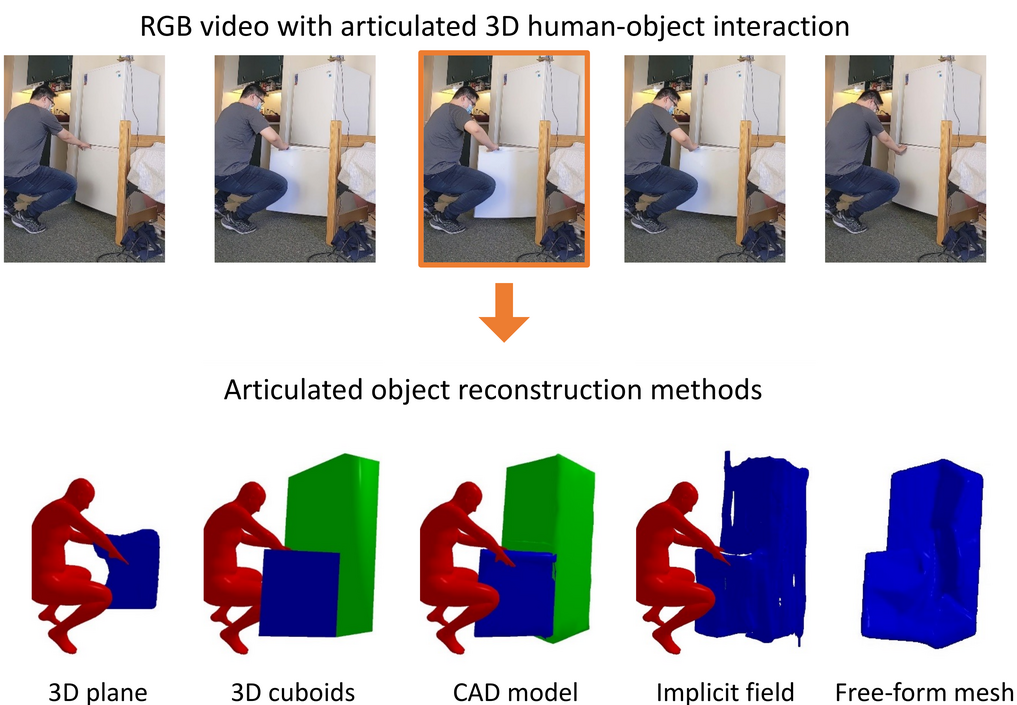 RGB video with articulated 3D human-object interaction
Articulated object reconstruction methods
3D plane
3D cuboids
CAD model
Implicit field
Free-form mesh